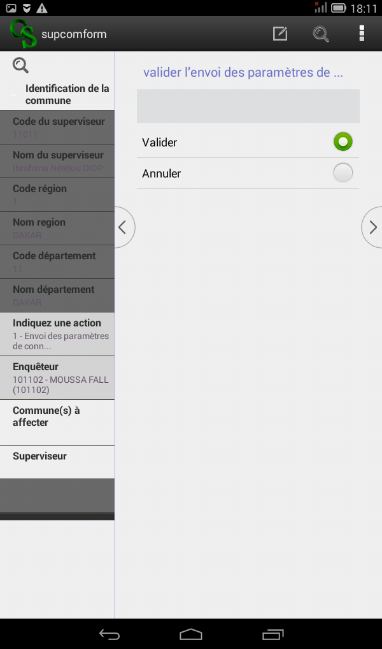 18:11
supcomform
valider l'envoi des paramètres de ...
Valider
Annuler
Identification de la
commune
Code du superviseur
11011
Nom du superviseur
Code région
1
Nom region
DAKAR
Code département
11
Nom département
DAKAR
Indiquez une action
1 - Envoi des paramètres
de conn...
Enquêteur
101102 - MOUSSA FALL
(101102)
Commune(s) à
affecter
Superviseur